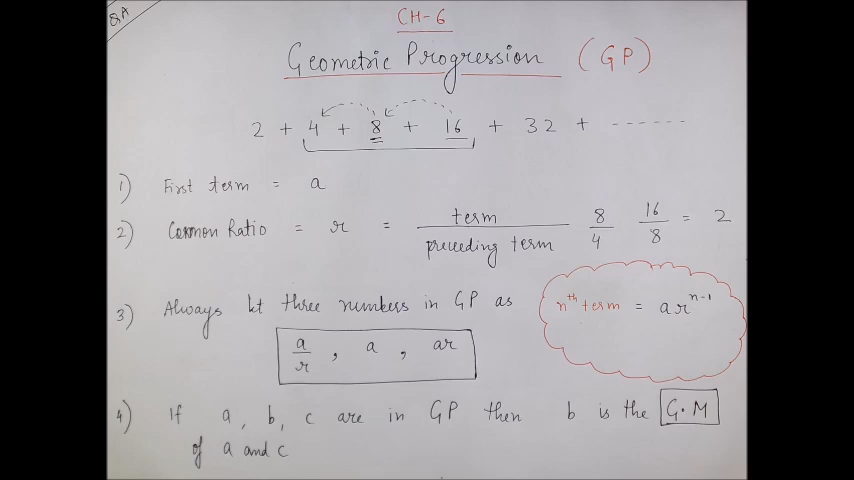 Q&A
CH-6
Geometric Progression (GP)
2 + 4 + 8 + 16 + 32 + ------
1) First term = a
2) Common Ratio = r = term / preceding term 8/4 16/8 = 2
3) Always let three numbers in GP as
a/r , a , ar
nth term = ar^(n-1)
4) If a, b, c are in GP then b is the G.M
of a and c